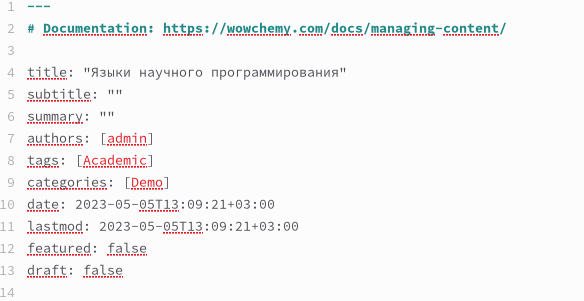 1 ---
2 # Documentation: https://wowchemy.com/docs/managing-content/
3
4 title: "Языки научного программирования"
5 subtitle: ""
6 summary: ""
7 authors: [admin]
8 tags: [Academic]
9 categories: [Demo]
10 date: 2023-05-05T13:09:21+03:00
11 lastmod: 2023-05-05T13:09:21+03:00
12 featured: false
13 draft: false
14